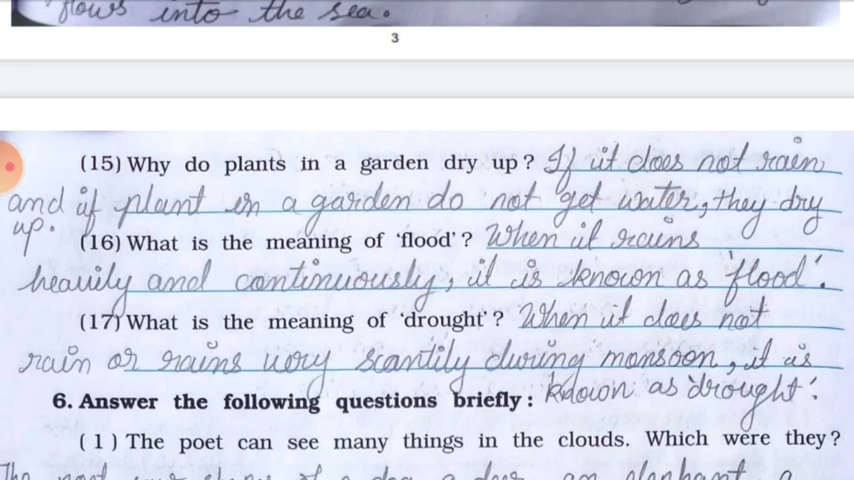 flows into the sea.
3
(15) Why do plants in a garden dry up? If it does not rain
and if plant in a garden do not get water, they dry
up.
(16) What is the meaning of 'flood'? When it rains
heavily and continuously, it is known as 'flood'.
(17) What is the meaning of 'drought'? When it does not
rain or rains very scantily during monsoon, it is
known as drought'.
6. Answer the following questions briefly:
(1) The poet can see many things in the clouds. Which were they?
The poet saw of a dog, a deer, an elephant, a